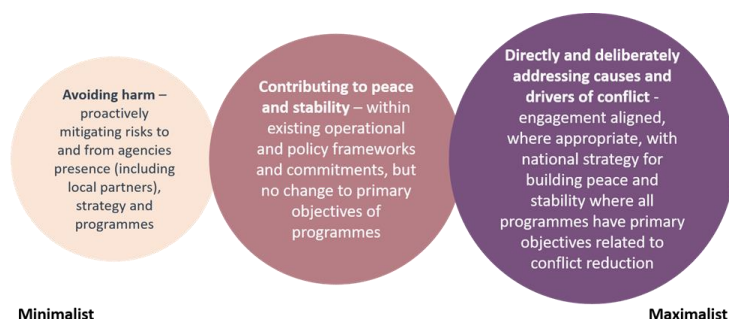 Avoiding harm –
proactively
mitigating risks to
and from agencies
presence (including
local partners),
strategy and
programmes
Contributing to peace
and stability – within
existing operational
and policy frameworks
and commitments, but
no change to primary
objectives of
programmes
Directly and deliberately
addressing causes and
drivers of conflict -
engagement aligned,
where appropriate, with
national strategy for
building peace and
stability where all
programmes have primary
objectives related to
conflict reduction
Minimalist
Maximalist